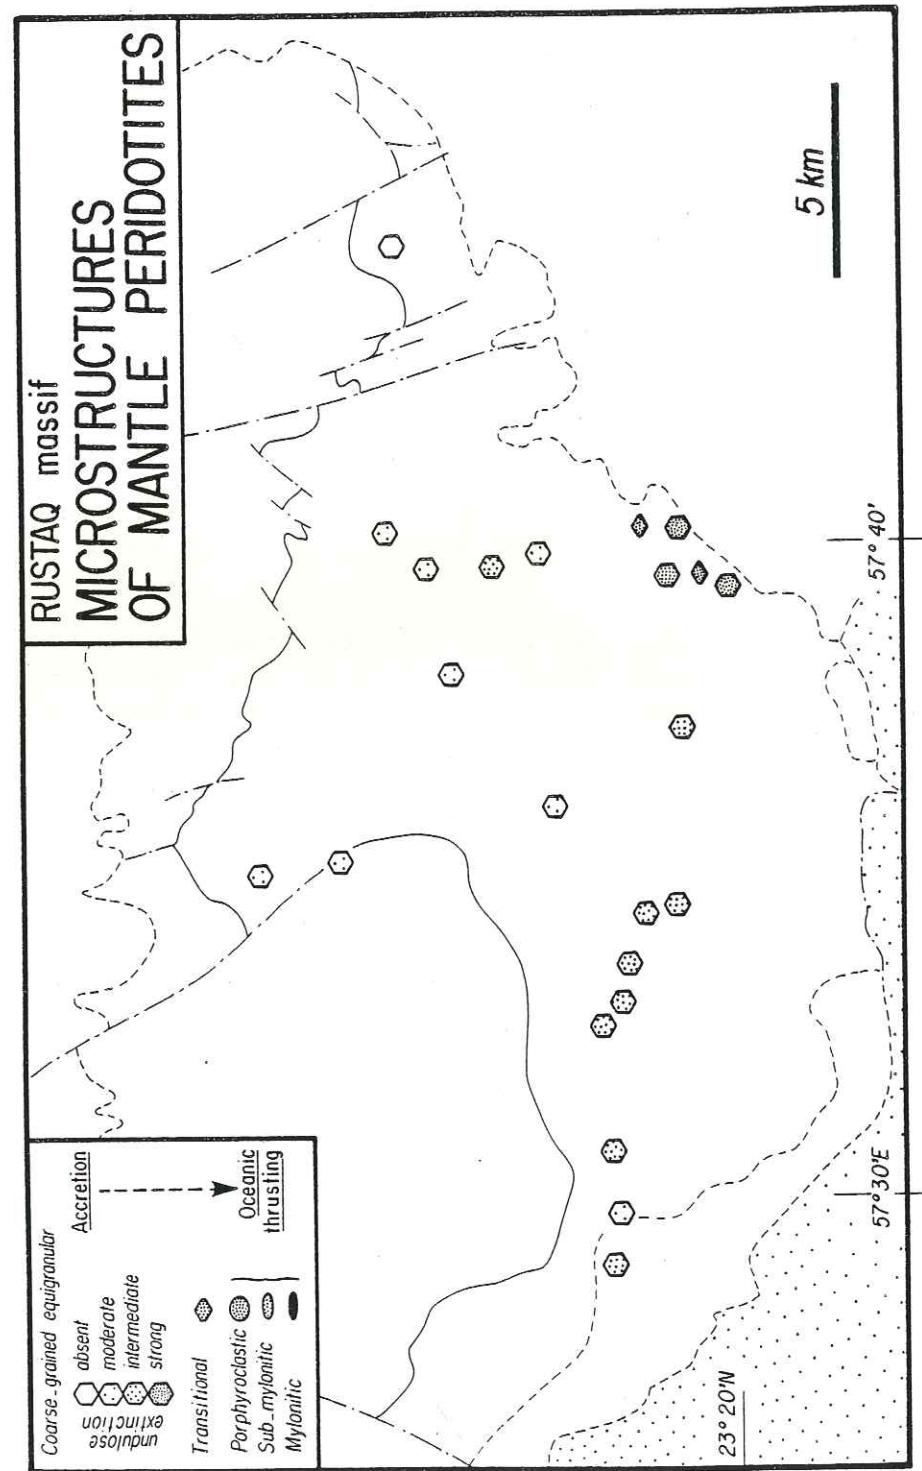 RUSTAQ massif
MICROSTRUCTURES
OF MANTLE PERIDOTITES
5 km
57° 40'
57°30'E
23° 20'N
Coarse-grained equigranular
undulose
extinction
absent
moderate
intermediate
strong
Transitional
Porphyroclastic
Sub-mylonitic
Mylonitic
Accretion
Oceanic
thrusting